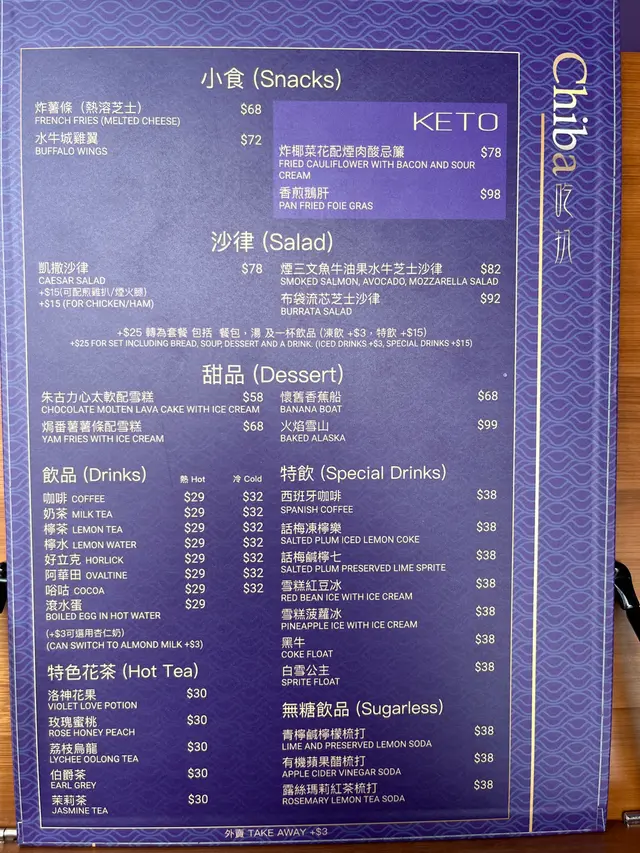 Chiba 吃扒
小食 (Snacks)
炸薯條（熱溶芝士） $68
FRENCH FRIES (MELTED CHEESE)
水牛城雞翼 $72
BUFFALO WINGS
KETO
炸椰菜花配煙肉酸忌簾 $78
FRIED CAULIFLOWER WITH BACON AND SOUR
CREAM
香煎鵝肝 $98
PAN FRIED FOIE GRAS
沙律 (Salad)
凱撒沙律 $78
CAESAR SALAD
+$15(可配煎雞扒/煙火腿)
+$15 (FOR CHICKEN/HAM)
煙三文魚牛油果水牛芝士沙律 $82
SMOKED SALMON, AVOCADO, MOZZARELLA SALAD
布袋流芯芝士沙律 $92
BURRATA SALAD
+$25 轉為套餐 包括 餐包，湯 及一杯飲品 (凍飲 +$3，特飲 +$15)
+$25 FOR SET INCLUDING BREAD, SOUP, DESSERT AND A DRINK. (ICED DRINKS +$3, SPECIAL DRINKS +$15)
甜品 (Dessert)
朱古力心太軟配雪糕 $58
CHOCOLATE MOLTEN LAVA CAKE WITH ICE CREAM
焗番薯薯條配雪糕 $68
YAM FRIES WITH ICE CREAM
懷舊香蕉船 $68
BANANA BOAT
火焰雪山 $99
BAKED ALASKA
飲品 (Drinks) 熱 Hot 冷 Cold
咖啡 COFFEE $29 $32
奶茶 MILK TEA $29 $32
檸茶 LEMON TEA $29 $32
檸水 LEMON WATER $29 $32
好立克 HORLICK $29 $32
阿華田 OVALTINE $29 $32
唂咕 COCOA $29 $32
滾水蛋 $29
BOILED EGG IN HOT WATER
(+$3可選用杏仁奶)
(CAN SWITCH TO ALMOND MILK +$3)
特色花茶 (Hot Tea)
洛神花果 $30
VIOLET LOVE POTION
玫瑰蜜桃 $30
ROSE HONEY PEACH
荔枝烏龍 $30
LYCHEE OOLONG TEA
伯爵茶 $30
EARL GREY
茉莉茶 $30
JASMINE TEA
特飲 (Special Drinks)
西班牙咖啡 $38
SPANISH COFFEE
話梅凍檸樂 $38
SALTED PLUM ICED LEMON COKE
話梅鹹檸七 $38
SALTED PLUM PRESERVED LIME SPRITE
雪糕紅豆冰 $38
RED BEAN ICE WITH ICE CREAM
雪糕菠蘿冰 $38
PINEAPPLE ICE WITH ICE CREAM
黑牛 $38
COKE FLOAT
白雪公主 $38
SPRITE FLOAT
無糖飲品 (Sugarless)
青檸鹹檸檬梳打 $38
LIME AND PRESERVED LEMON SODA
有機蘋果醋梳打 $38
APPLE CIDER VINEGAR SODA
露絲瑪莉紅茶梳打 $38
ROSEMARY LEMON TEA SODA
外賣 TAKE AWAY +$3